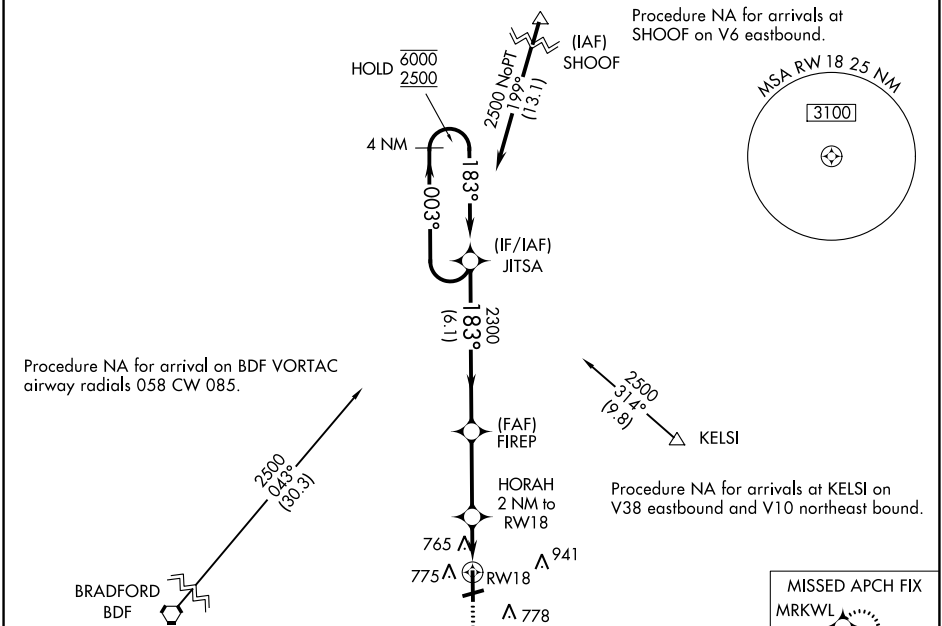 Procedure NA for arrivals at
SHOOF on V6 eastbound.
(IAF)
SHOOF
HOLD 6000
2500
2500 NoPT
199°
(13.1)
MSA RW 18 25 NM
3100
4 NM
183°
003°
(IF/IAF)
JITSA
2300
183°
(6.1)
Procedure NA for arrival on BDF VORTAC
airway radials 058 CW 085.
2500
314°
(9.8)
KELSI
(FAF)
FIREP
2500
043°
(30.3)
HORAH
2 NM to
RW18
Procedure NA for arrivals at KELSI on
V38 eastbound and V10 northeast bound.
765
941
775
RW18
778
BRADFORD
BDF
MISSED APCH FIX
MRKWL